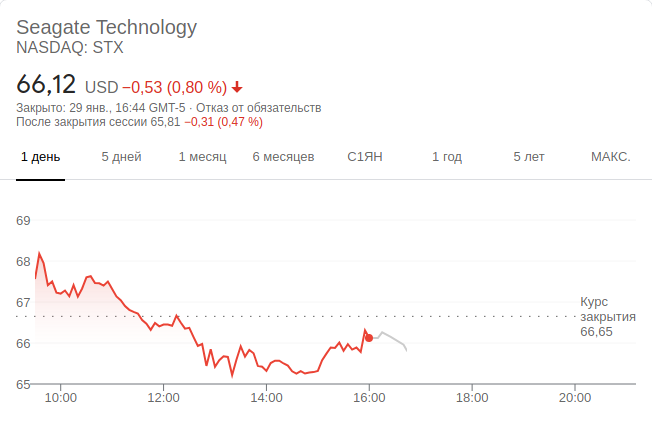 Seagate Technology
NASDAQ: STX
66,12 USD −0,53 (0,80 %)
Закрыто: 29 янв., 16:44 GMT-5 · Отказ от обязательств
После закрытия сессии 65,81 −0,31 (0,47 %)
1 день 5 дней 1 месяц 6 месяцев С1ЯН 1 год 5 лет МАКС.
69
68
67
66
65
Курс
закрытия
66,65
10:00 12:00 14:00 16:00 18:00 20:00